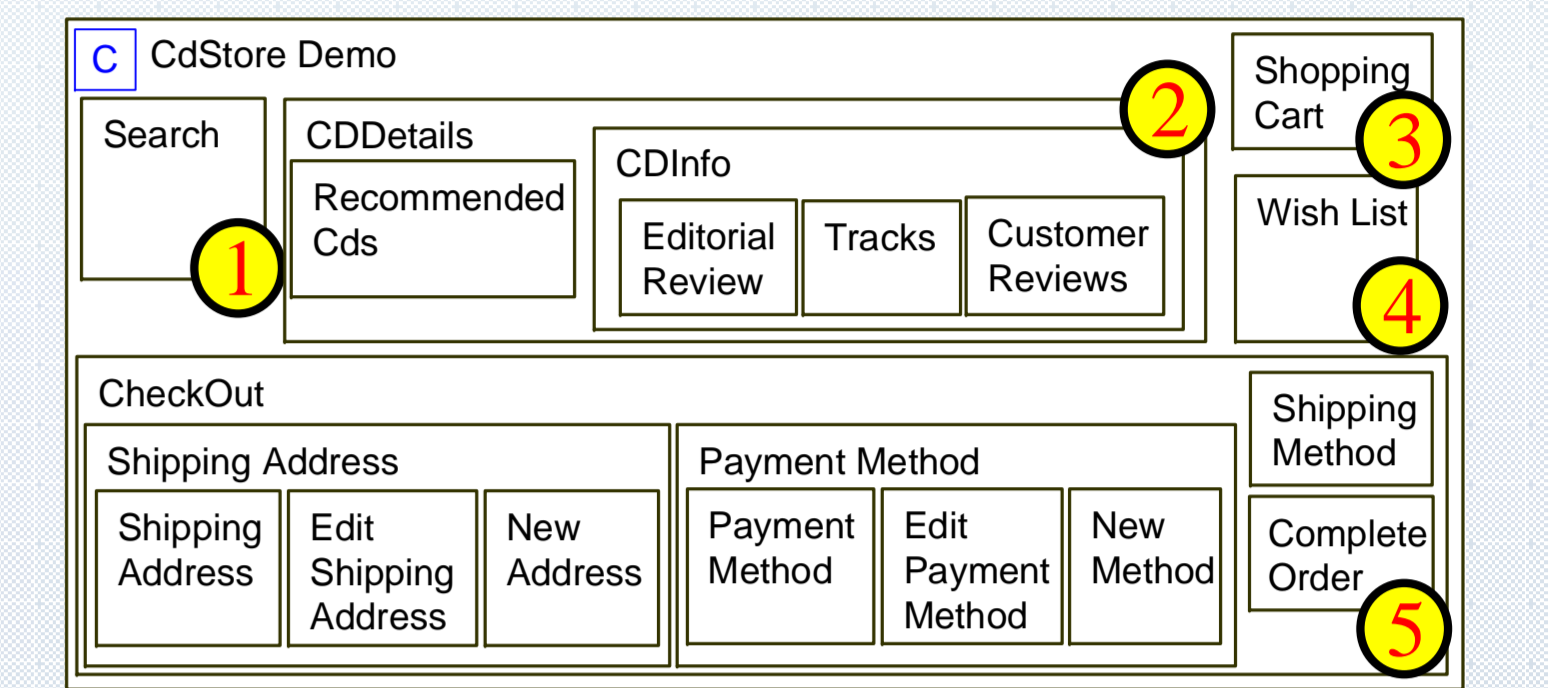 C
CdStore Demo
Shopping
Cart
3
Search
1
CDDetails
2
Recommended
Cds
CDInfo
Editorial
Review
Tracks
Customer
Reviews
Wish List
4
CheckOut
Shipping Address
Shipping
Address
Edit
Shipping
Address
New
Address
Payment Method
Payment
Method
Edit
Payment
Method
New
Method
Shipping
Method
Complete
Order
5